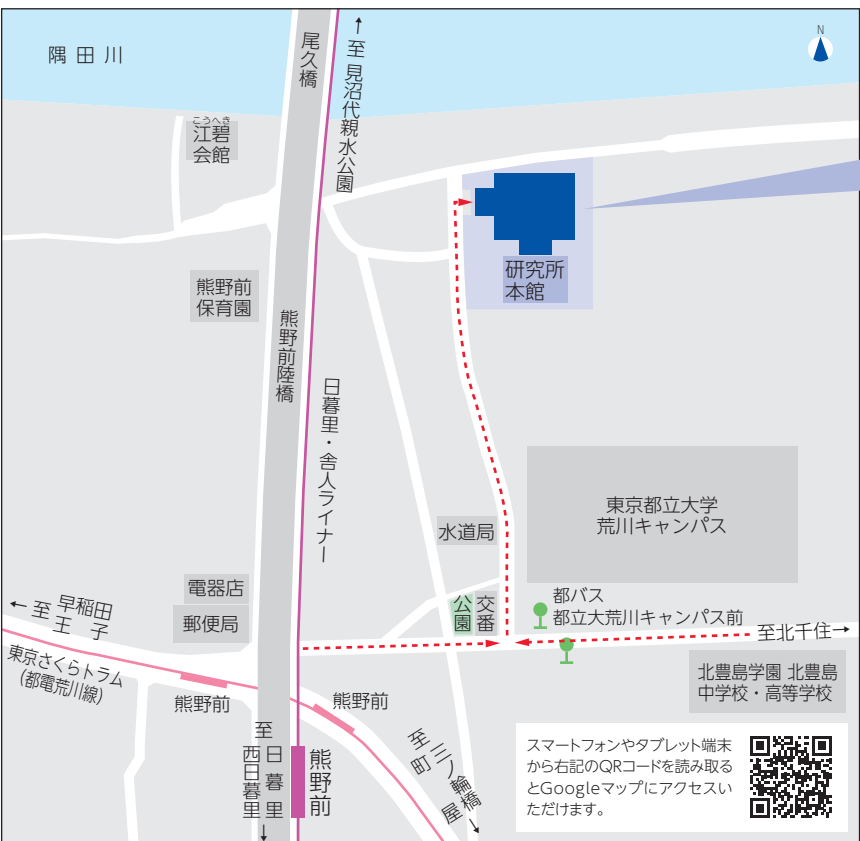 隅田川
尾久橋
↑至 見沼代親水公園
N
こうへき
江碧
会館
研究所
本館
熊野前
保育園
熊野前陸橋
日暮里・舎人ライナー
東京都立大学
荒川キャンパス
水道局
電器店
郵便局
公園
交番
都バス
都立大荒川キャンパス前
至北千住→
←至 早稲田
王子
東京さくらトラム
(都電荒川線)
熊野前
熊野前
北豊島学園 北豊島
中学校・高等学校
至 日暮里
西日暮里↓
熊野前
至 三ノ輪橋
町屋↓
スマートフォンやタブレット端末
から右記のQRコードを読み取る
とGoogleマップにアクセスい
ただけます。